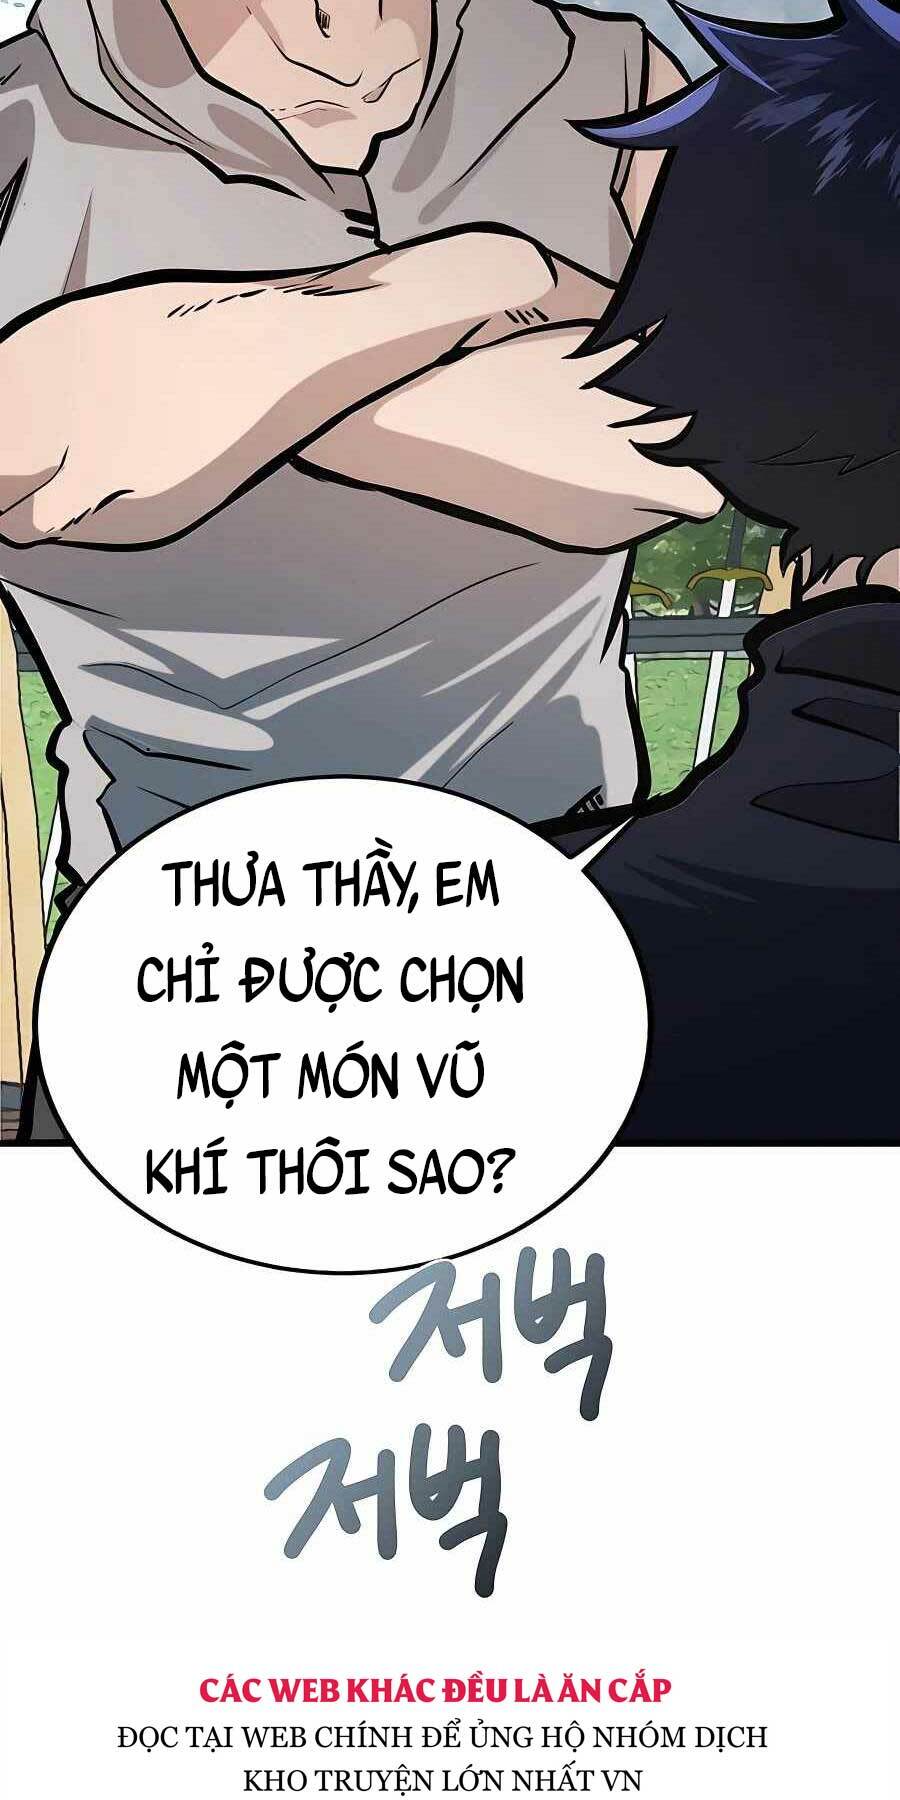 THƯA THẦY, EM
CHỈ ĐƯỢC CHỌN
MỘT MÓN VŨ
KHÍ THÔI SAO?
저벅
저벅
CÁC WEB KHÁC ĐỀU LÀ ĂN CẮP
ĐỌC TẠI WEB CHÍNH ĐỂ ỦNG HỘ NHÓM DỊCH
KHO TRUYỆN LỚN NHẤT VN